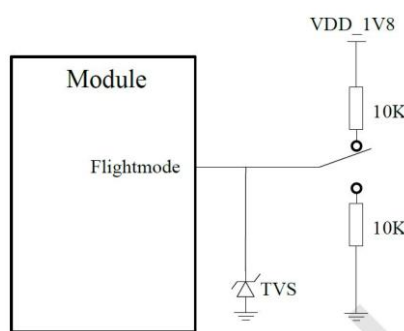 VDD_1V8
Module
10K
Flightmode
10K
TVS